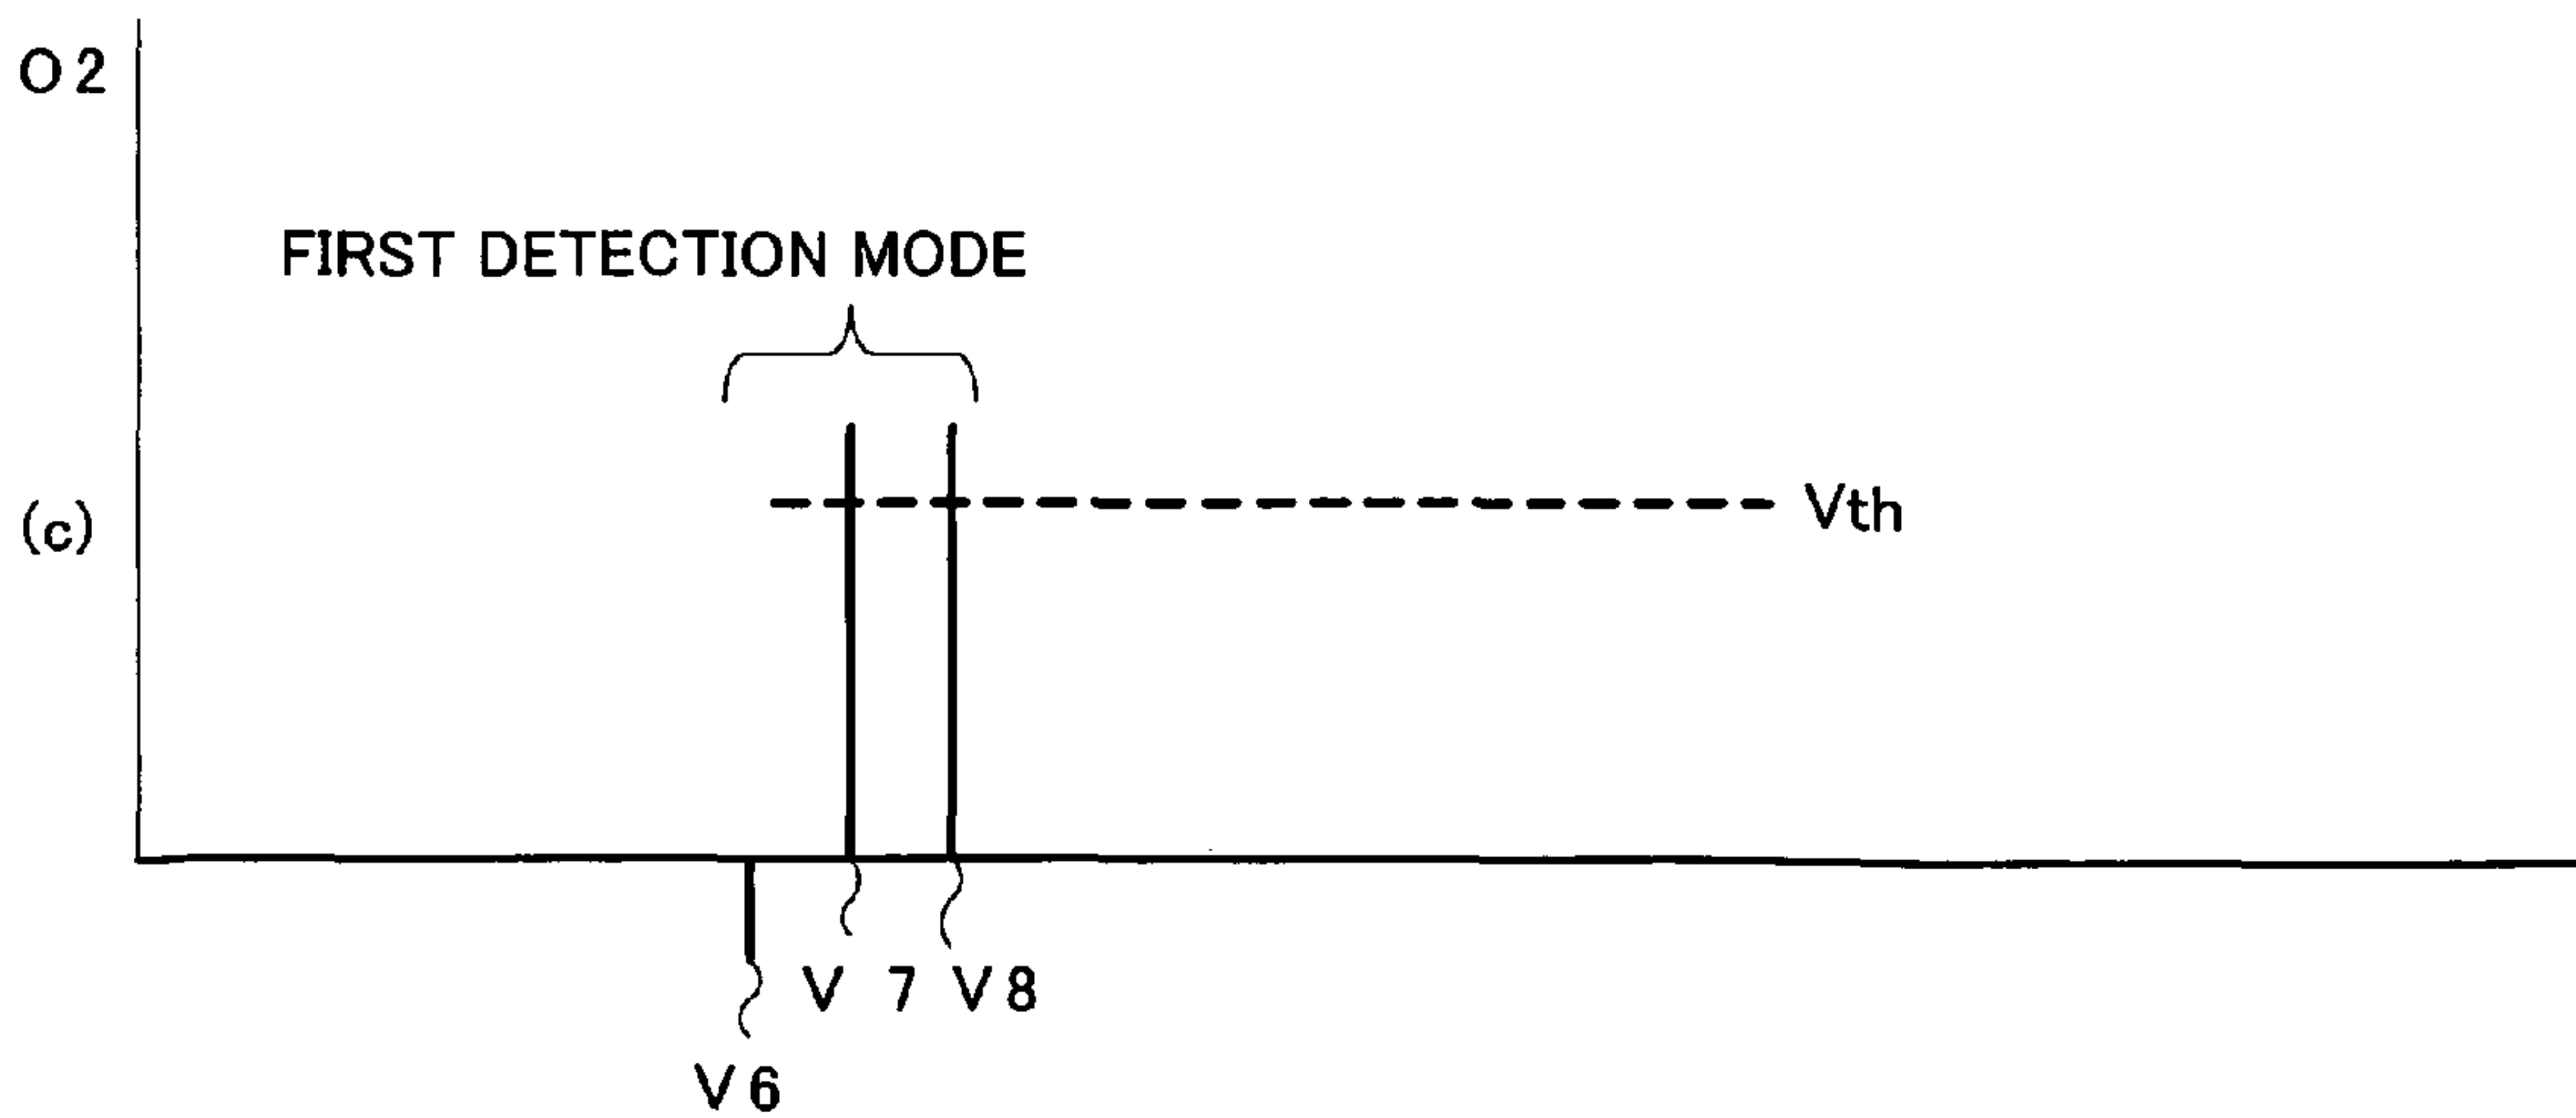 O2
FIRST DETECTION MODE
(c)
Vth
V 7 V8
V6